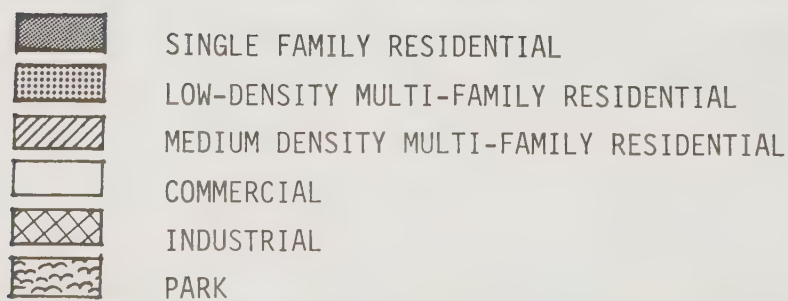 SINGLE FAMILY RESIDENTIAL
LOW-DENSITY MULTI-FAMILY RESIDENTIAL
MEDIUM DENSITY MULTI-FAMILY RESIDENTIAL
COMMERCIAL
INDUSTRIAL
PARK